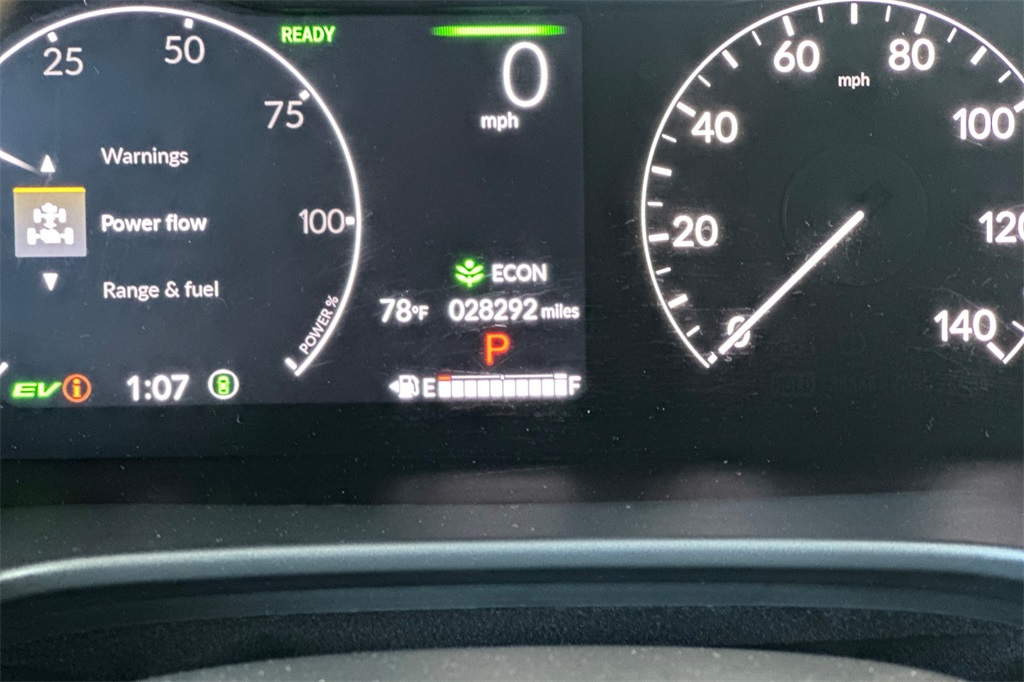 25
50
75
100
POWER %
Warnings
Power flow
Range & fuel
EV
1:07
READY
0
mph
ECON
78°F 028292 miles
P
E F
0
20
40
60
80
100
120
140
mph